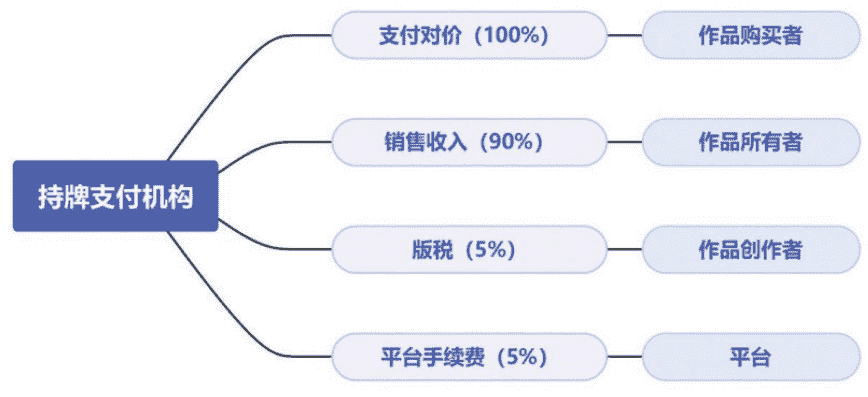 持牌支付机构
支付对价（100%）
作品购买者
销售收入（90%）
作品所有者
版税（5%）
作品创作者
平台手续费（5%）
平台